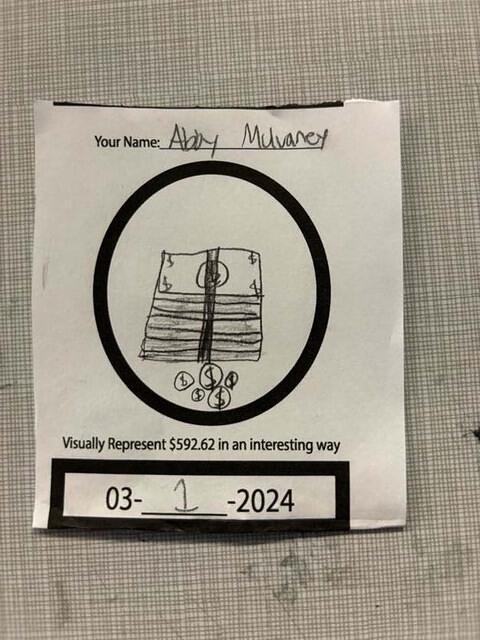 Your Name: Abby Mulvaney
$ $
$ $
$ $ $
$ $
Visually Represent $592.62 in an interesting way
03- 1 -2024